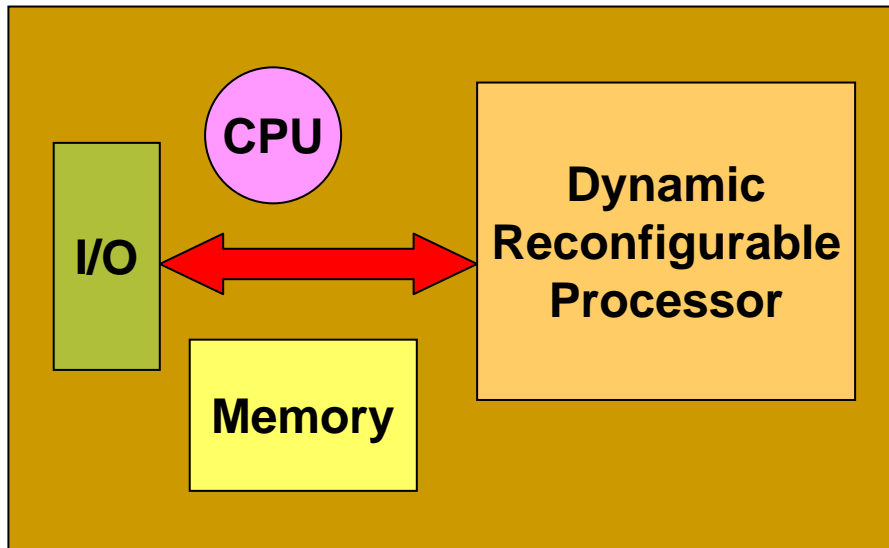 CPU
I/O
Dynamic
Reconfigurable
Processor
Memory